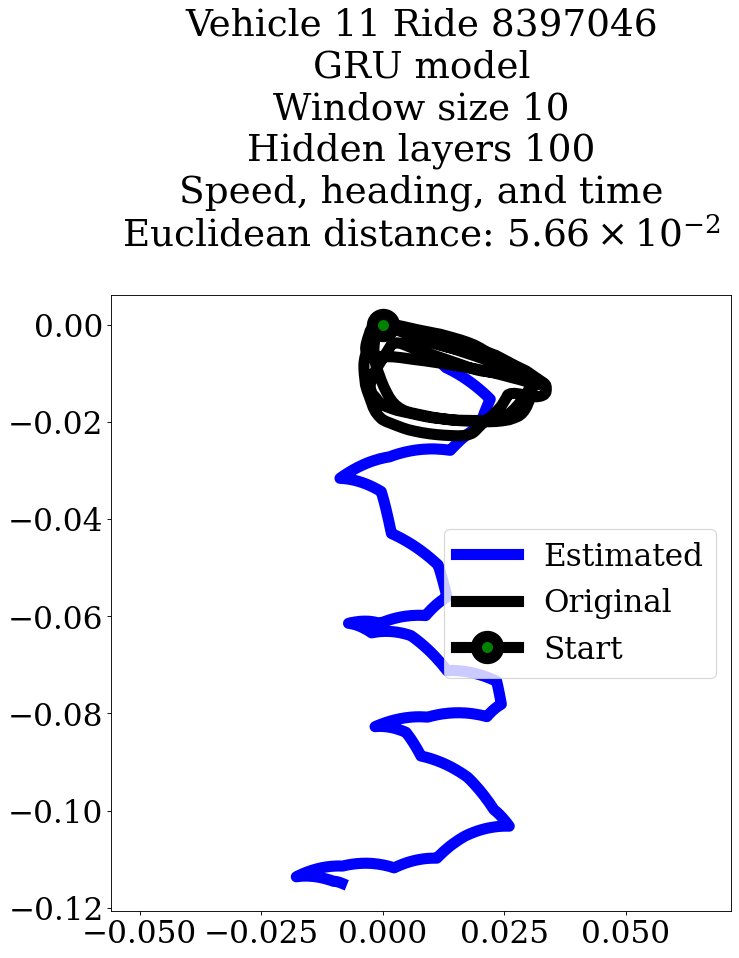 Vehicle 11 Ride 8397046
GRU model
Window size 10
Hidden layers 100
Speed, heading, and time
Euclidean distance: 5.66 × 10⁻²
0.00
−0.02
−0.04
−0.06
−0.08
−0.10
−0.12
Estimated
Original
Start
−0.050 −0.025 0.000 0.025 0.050